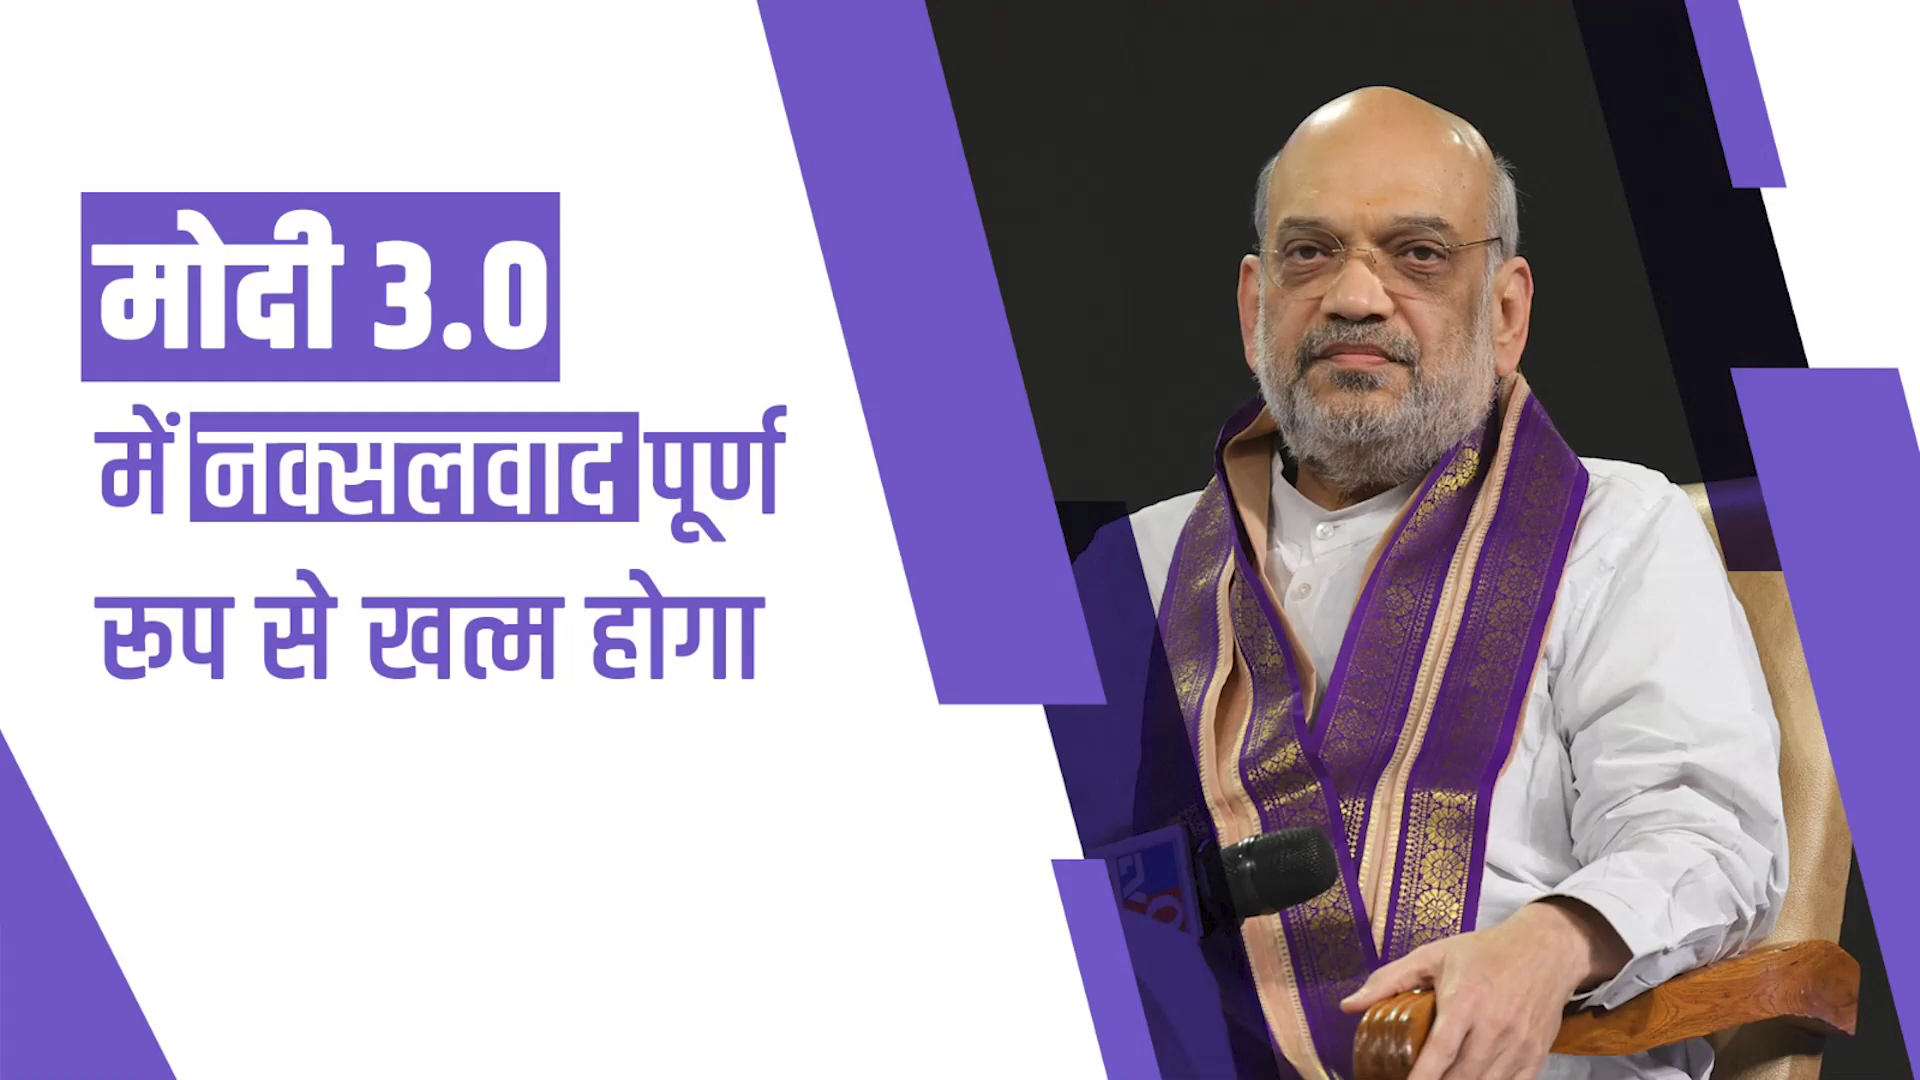 मोदी 3.0
में नक्सलवाद पूर्ण
रूप से खत्म होगा